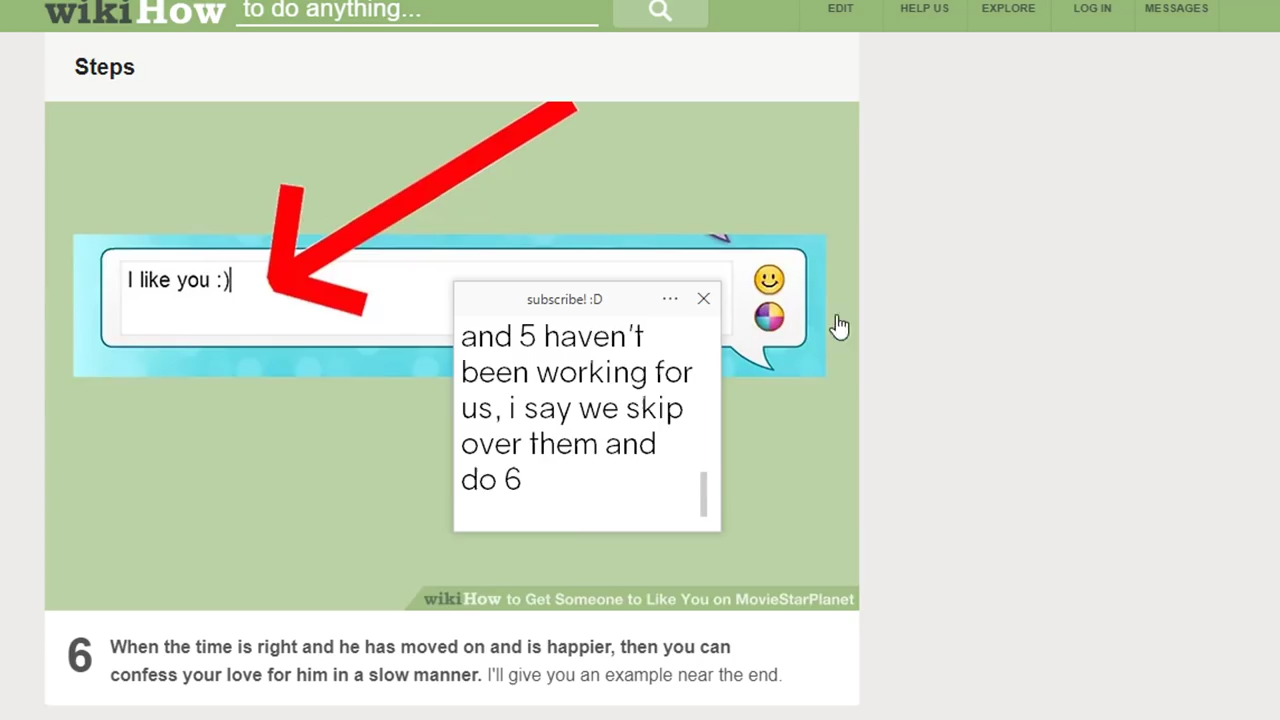 wikiHow to do anything...
EDIT
HELP US
EXPLORE
LOG IN
MESSAGES
Steps
I like you :)
subscribe! :D
and 5 haven't
been working for
us, i say we skip
over them and
do 6
wikiHow to Get Someone to Like You on MovieStarPlanet
6 When the time is right and he has moved on and is happier, then you can
confess your love for him in a slow manner. I'll give you an example near the end.